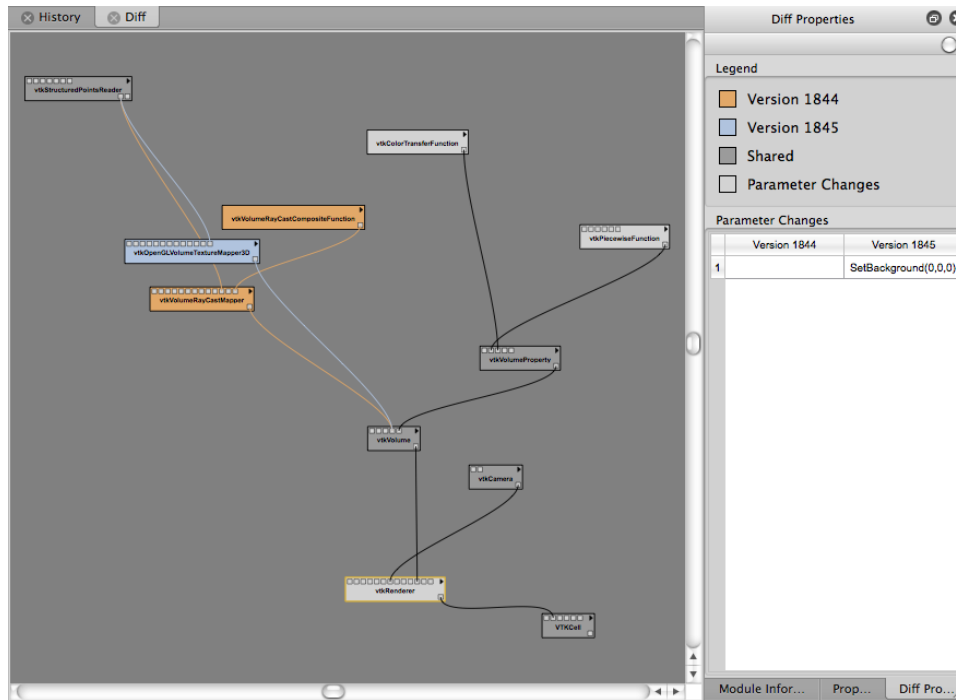 History
Diff
Diff Properties
vtkStructuredPointsReader
vtkColorTransferFunction
vtkVolumeRayCastCompositeFunction
vtkPiecewiseFunction
vtkOpenGLVolumeTextureMapper3D
vtkVolumeRayCastMapper
vtkVolumeProperty
vtkVolume
vtkCamera
vtkRenderer
VTKCell
Legend
Version 1844
Version 1845
Shared
Parameter Changes
Parameter Changes
Version 1844 Version 1845
1 SetBackground(0,0,0)
Module Infor... Prop... Diff Pro...